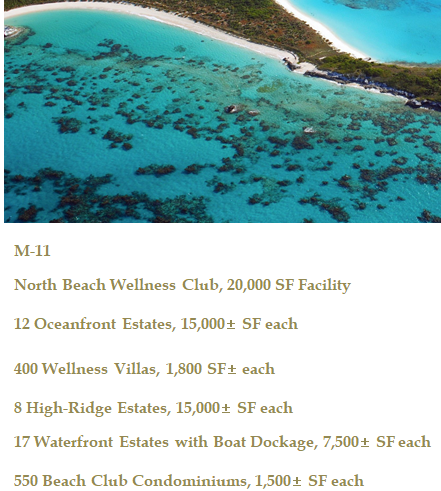 M-11
North Beach Wellness Club, 20,000 SF Facility
12 Oceanfront Estates, 15,000± SF each
400 Wellness Villas, 1,800 SF± each
8 High-Ridge Estates, 15,000± SF each
17 Waterfront Estates with Boat Dockage, 7,500± SF each
550 Beach Club Condominiums, 1,500± SF each